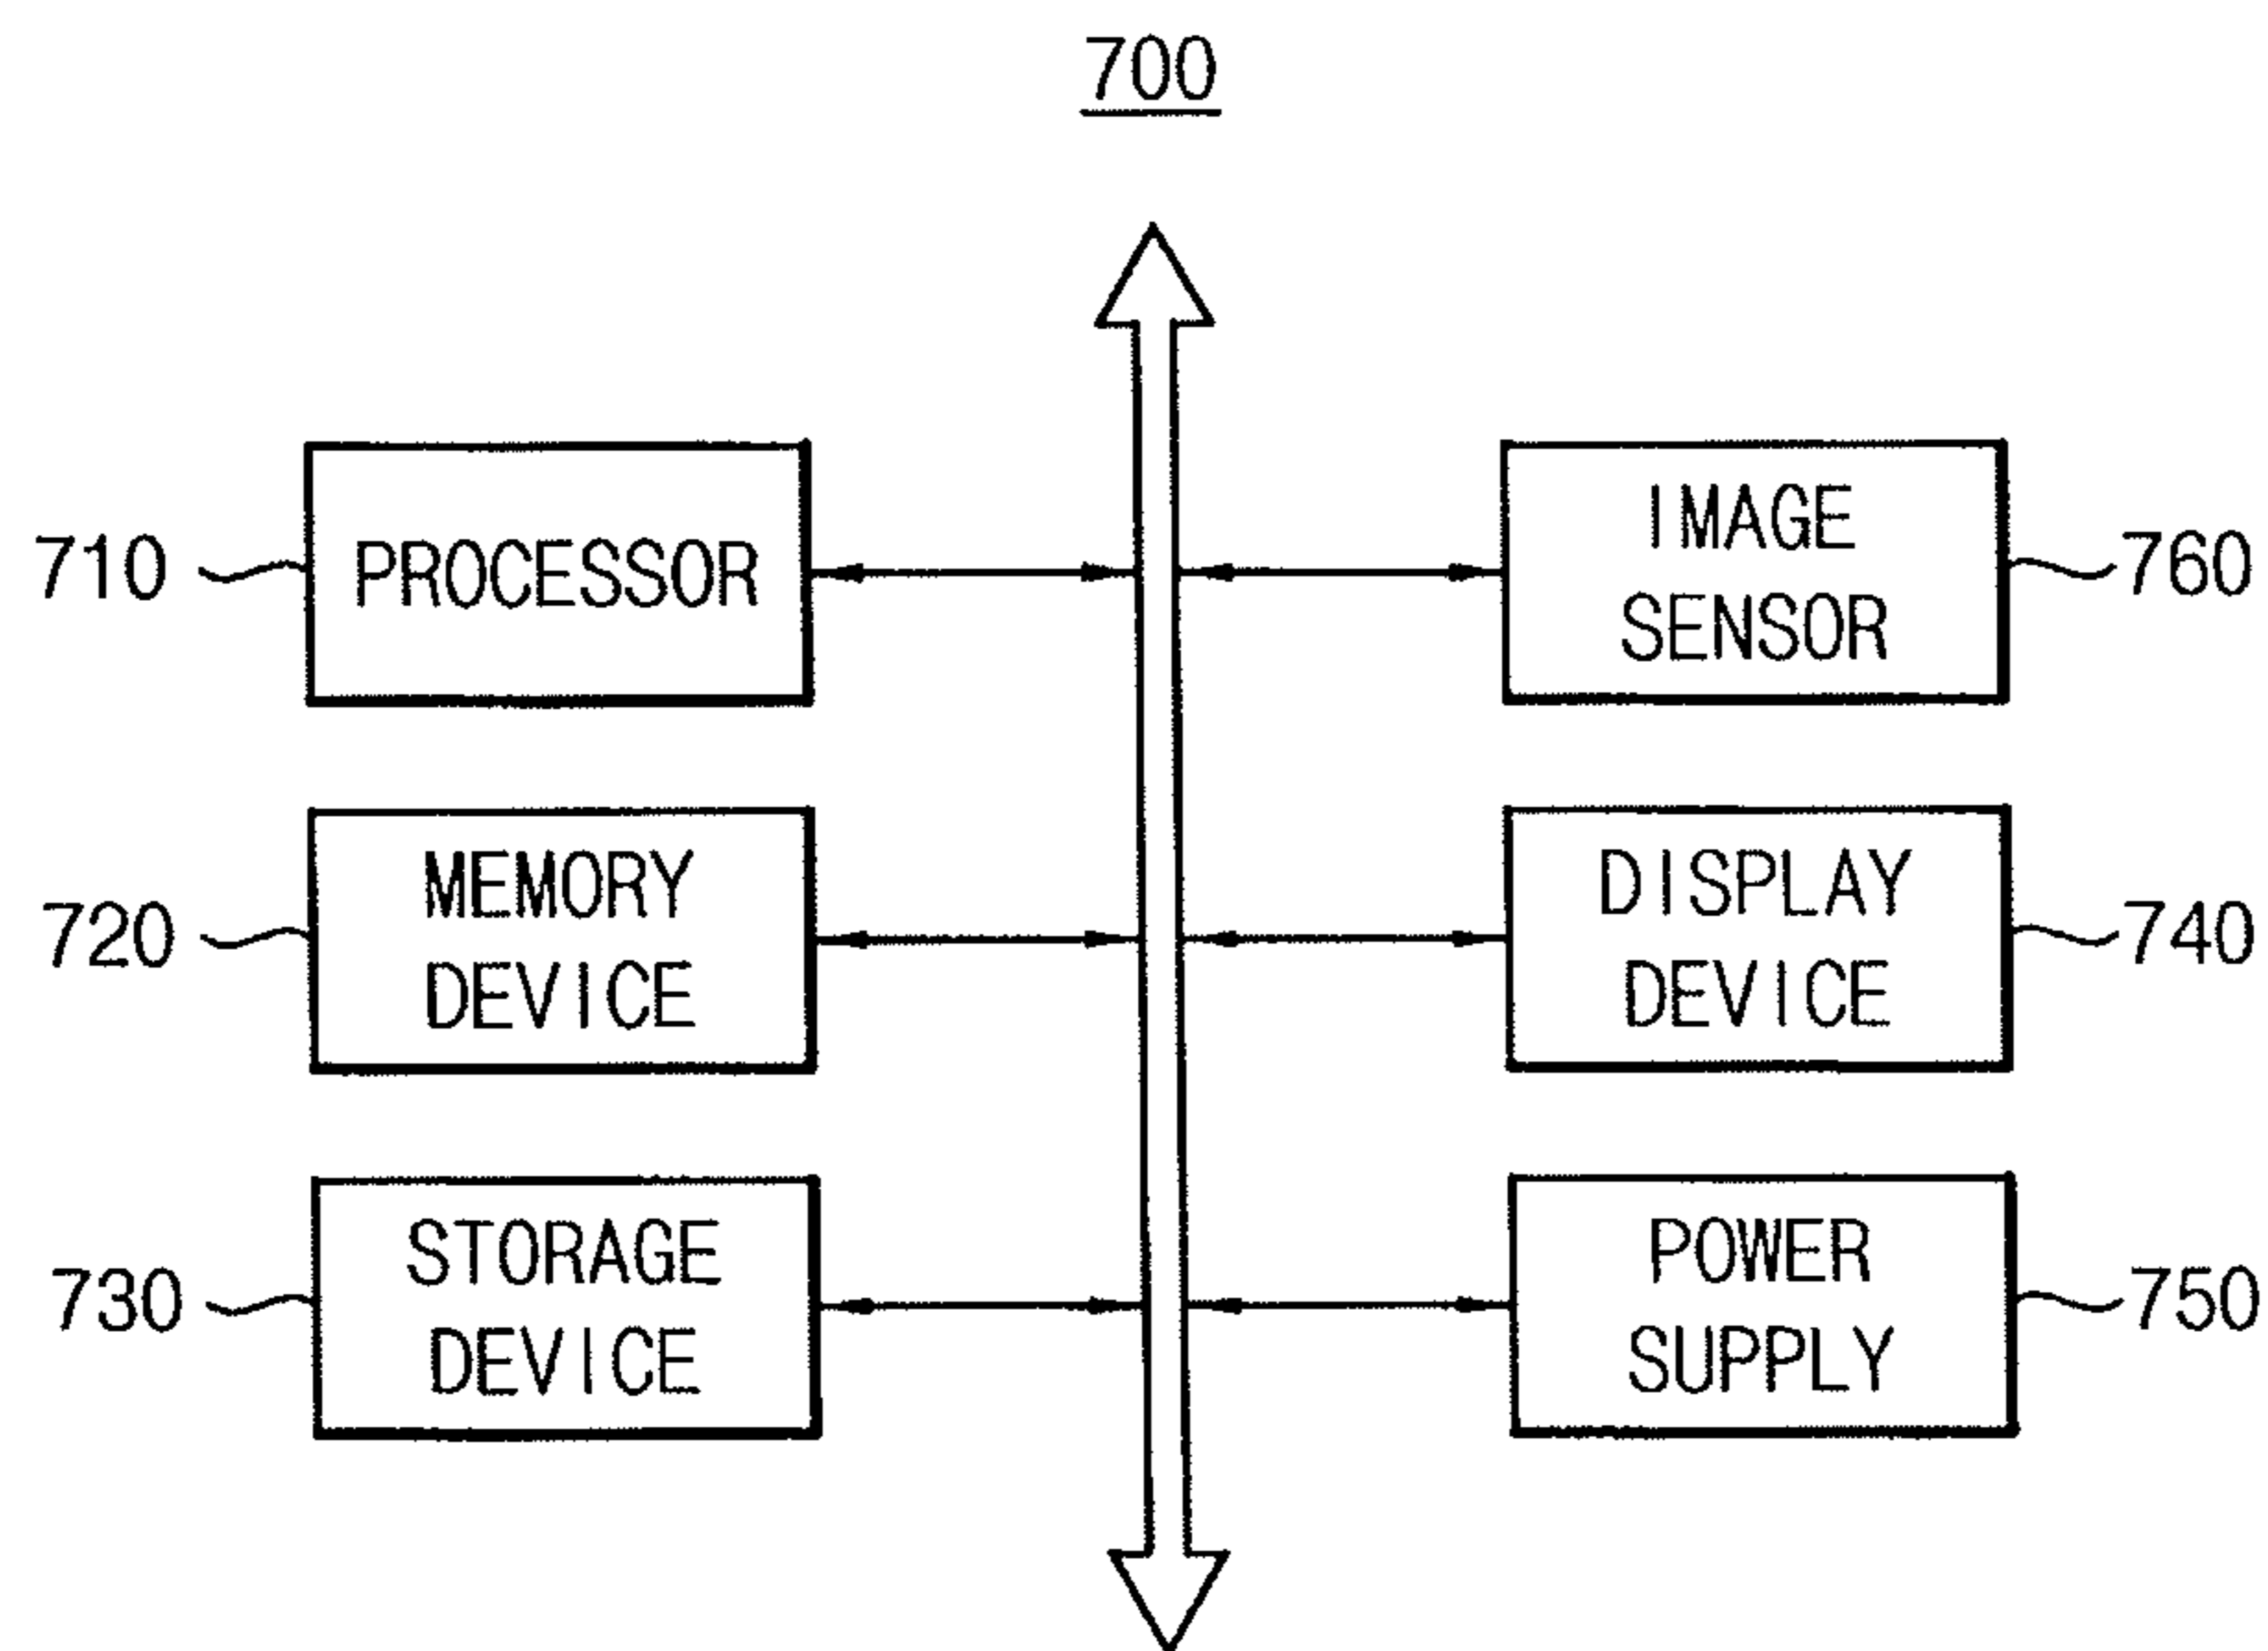 700
710
PROCESSOR
IMAGE
SENSOR
760
720
MEMORY
DEVICE
DISPLAY
DEVICE
740
730
STORAGE
DEVICE
POWER
SUPPLY
750